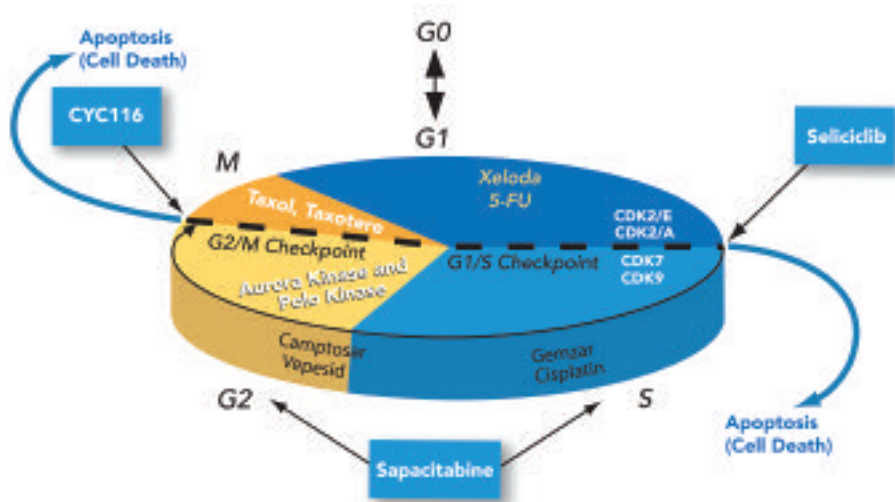 Apoptosis
(Cell Death)
G0
CYC116
G1
Seliciclib
M
Xeloda
5-FU
Taxol, Taxotere
CDK2/E
CDK2/A
G2/M Checkpoint
G1/S Checkpoint
CDK7
CDK9
Aurora Kinase and
Polo Kinase
Camptosar
Vepesid
Gemzar
Cisplatin
G2
S
Apoptosis
(Cell Death)
Sapacitabine